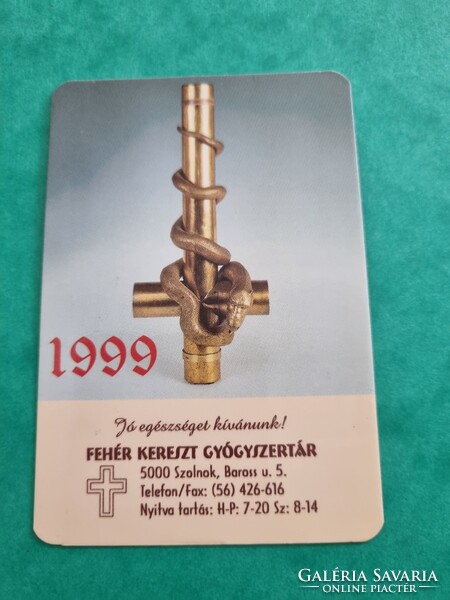 1999
Jó egészséget kívánunk!
FEHÉR KERESZT GYÓGYSZERTÁR
5000 Szolnok, Baross u. 5.
Telefon/Fax: (56) 426-616
Nyitva tartás: H-P: 7-20 Sz: 8-14
GALÉRIA SAVARIA
ONLINE PIACTÉR